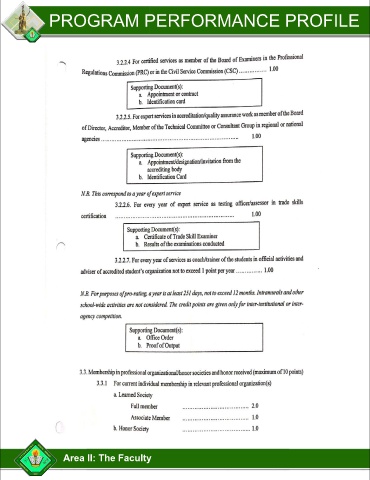 PROGRAM PERFORMANCE PROFILE
3.2.2.4 For certified services as member of the Board of Examiners in the Professional
Regulations Commission (PRC) or in the Civil Service Commission (CSC) .................. 1.00
Supporting Document(s):
a. Appointment or contract
b. Identification card
3.2.2.5. For expert services in accreditation/quality assurance work as member of the Board
of Director, Accreditor, Member of the Technical Committee or Consultant Group in regional or national
agencies .................................................. 1.00
Supporting Document(s):
a. Appointment/designation/invitation from the
accrediting body
b. Identification Card
N.B. This correspond to a year of expert service
3.2.2.6. For every year of expert service as testing officer/assessor in trade skills
certification .................................................. 1.00
Supporting Document(s):
a. Certificate of Trade Skill Examiner
b. Results of the examinations conducted
3.2.2.7. For every year of services as coach/trainer of the students in official activities and
adviser of accredited student's organization not to exceed 1 point per year ................ 1.00
N.B. For purposes of pro-rating, a year is at least 251 days, not to exceed 12 months. Intramurals and other
school-wide activities are not considered. The credit points are given only for inter-institutional or inter-
agency competition.
Supporting Document(s):
a. Office Order
b. Proof of Output
3.3. Membership in professional organizational/honor societies and honor received (maximum of 10 points)
3.3.1 For current individual membership in relevant professional organization(s)
a. Learned Society
Full member .................................. 2.0
Associate Member .................................. 1.0
b. Honor Society .................................. 1.0
Area II: The Faculty